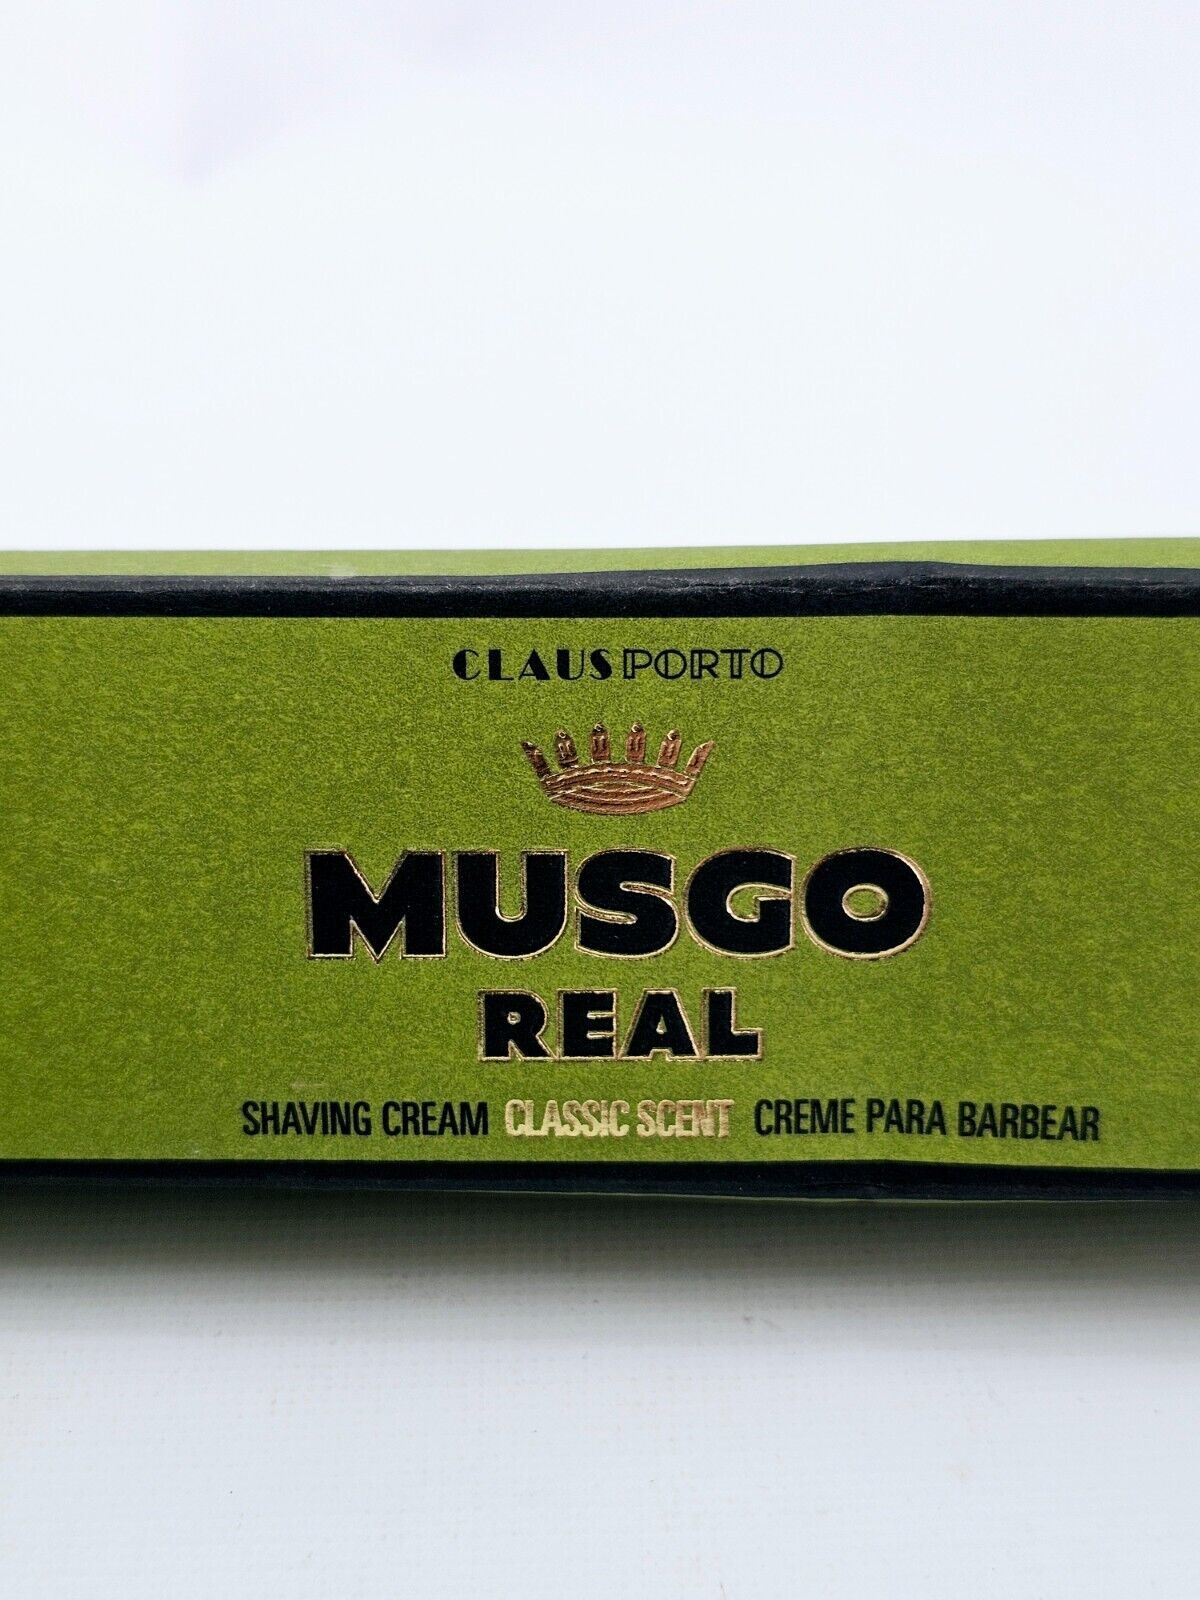 CLAUS PORTO
MUSGO
REAL
SHAVING CREAM CLASSIC SCENT CREME PARA BARBEAR